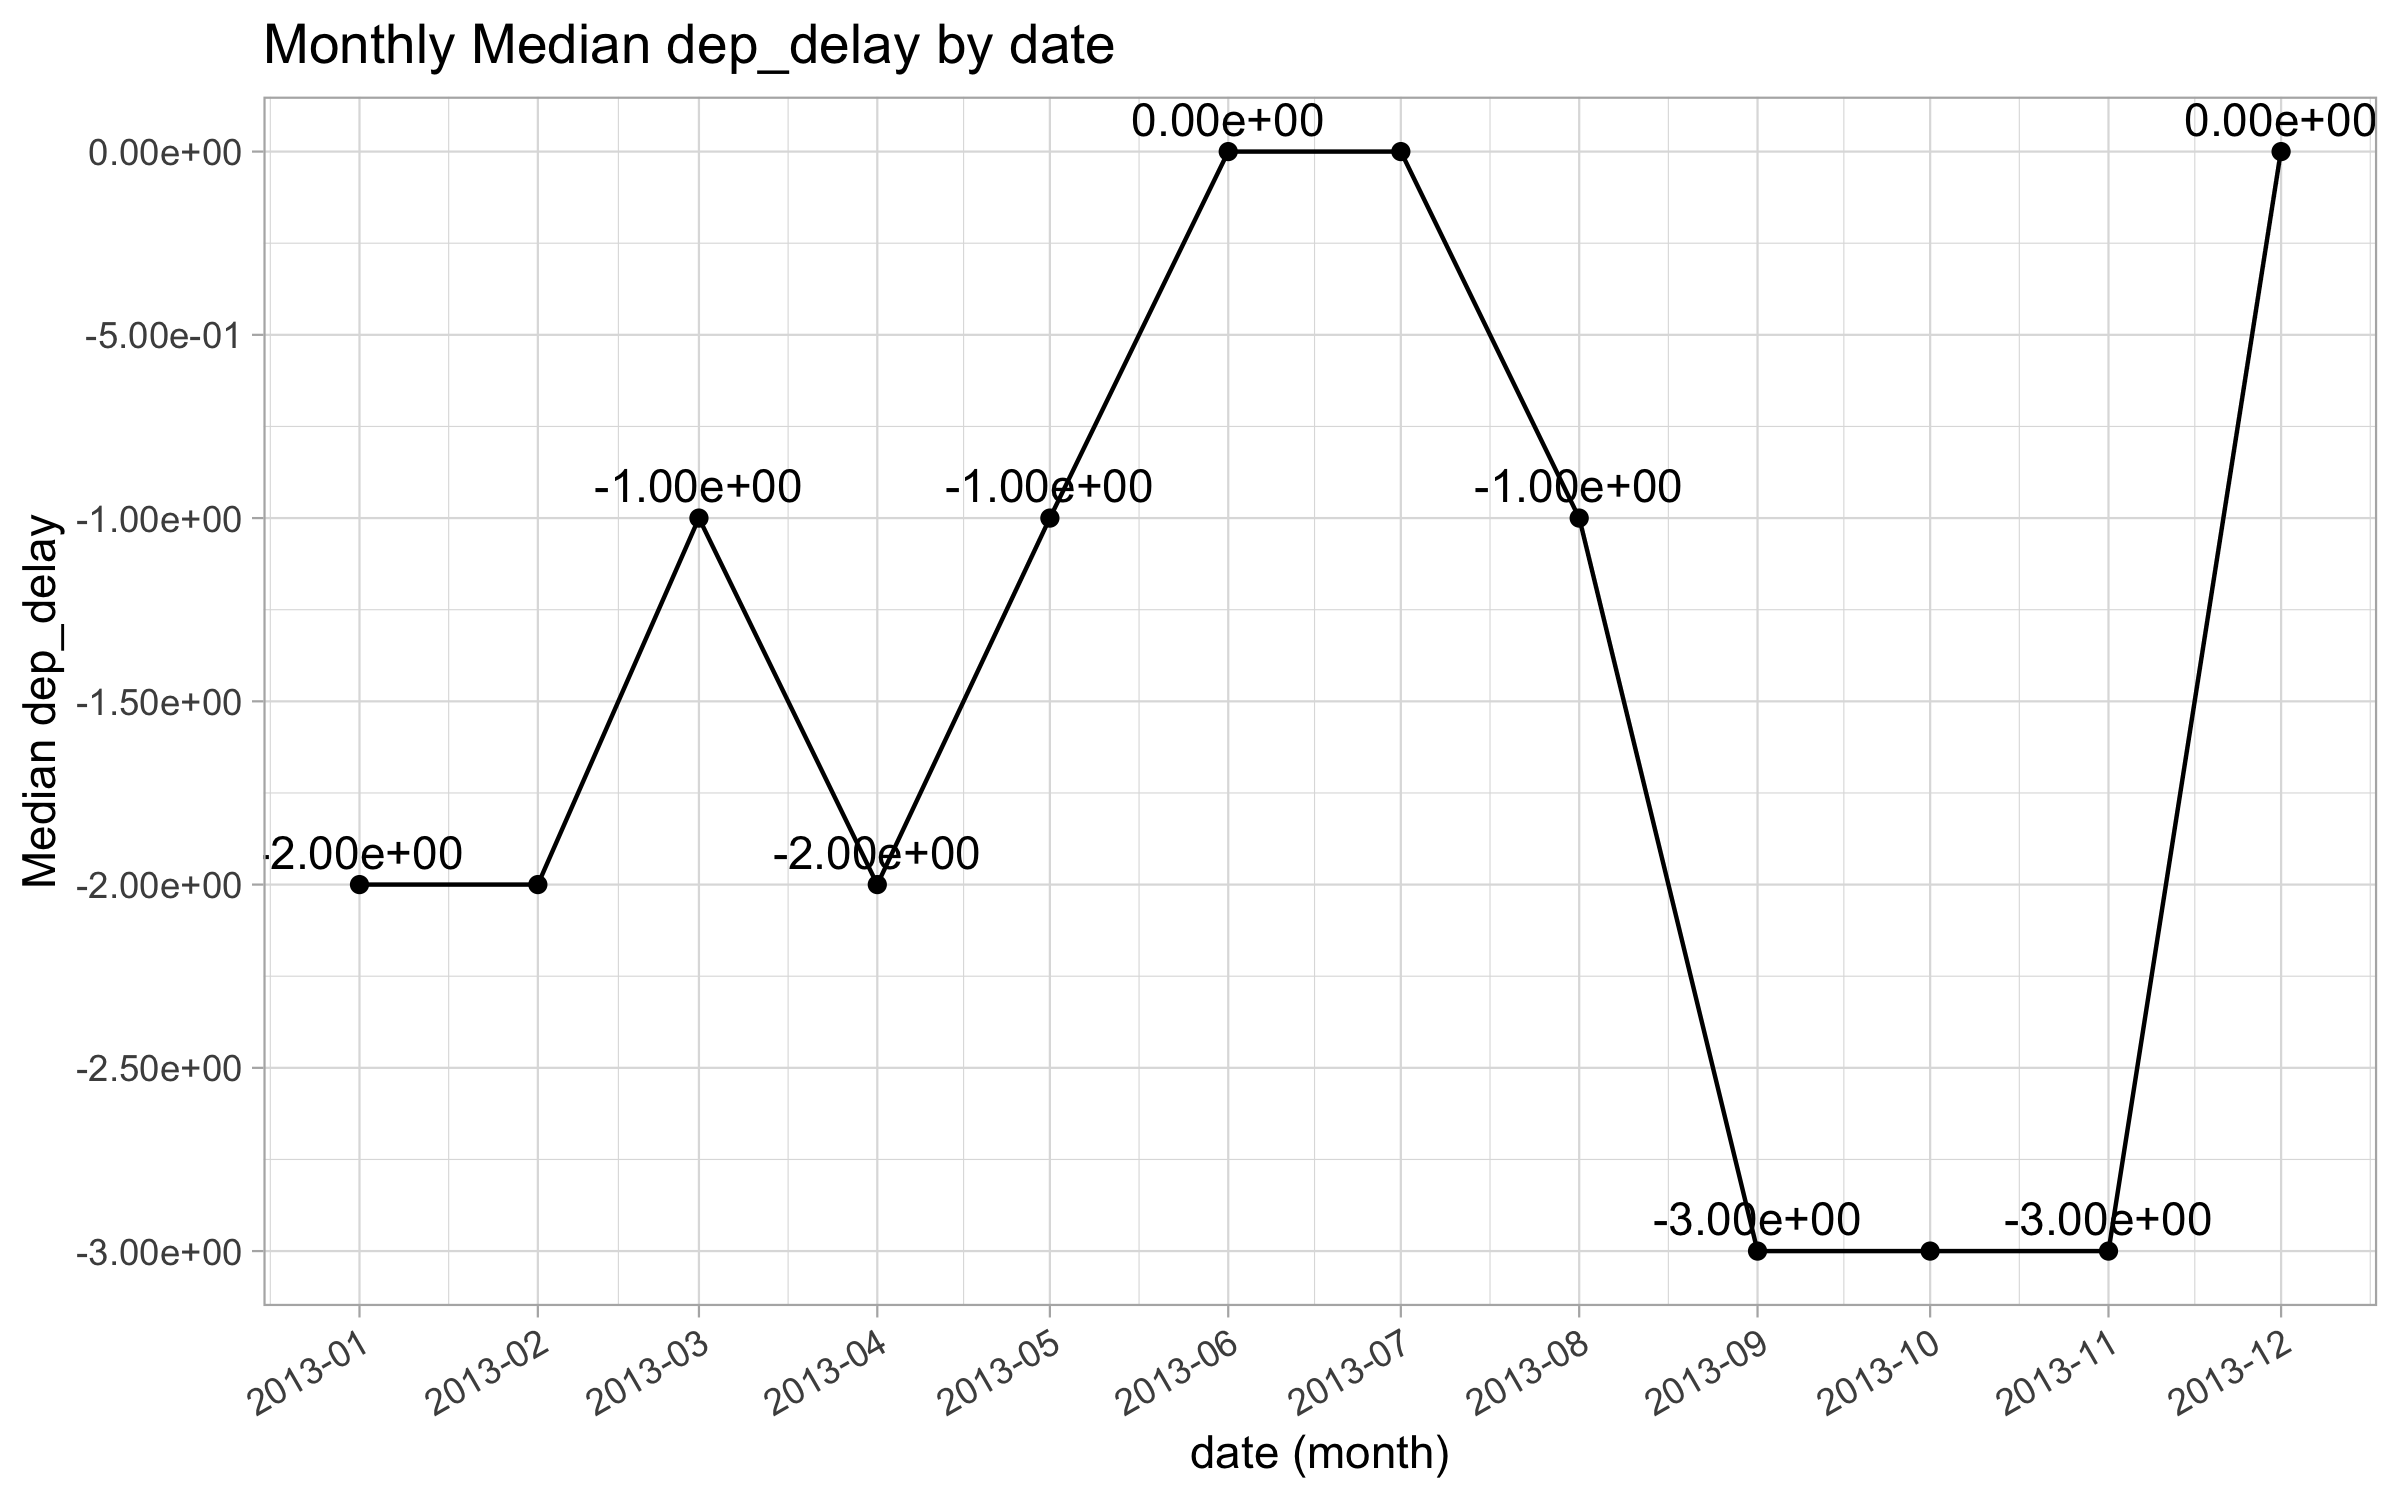 Monthly Median dep_delay by date
Median dep_delay
0.00e+00
-5.00e-01
-1.00e+00
-1.50e+00
-2.00e+00
-2.50e+00
-3.00e+00
0.00e+00
0.00e+00
-1.00e+00
-1.00e+00
-1.00e+00
-2.00e+00
-2.00e+00
-3.00e+00
-3.00e+00
2013-01
2013-02
2013-03
2013-04
2013-05
2013-06
2013-07
2013-08
2013-09
2013-10
2013-11
2013-12
date (month)